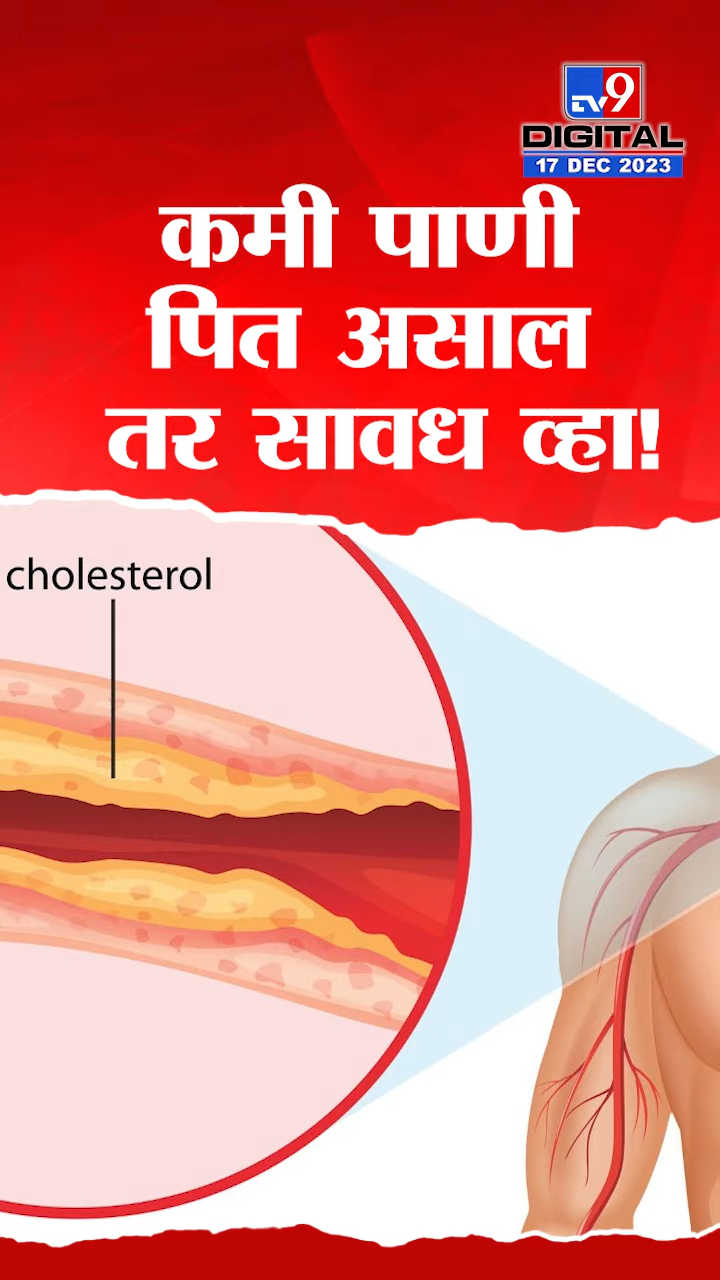 TV9
DIGITAL
17 DEC 2023
कमी पाणी
पित असाल
तर सावध व्हा!
cholesterol